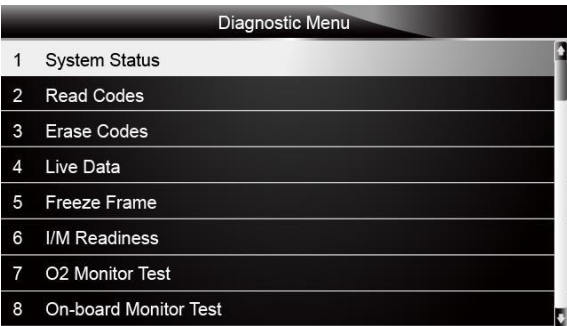 Diagnostic Menu
1 System Status
2 Read Codes
3 Erase Codes
4 Live Data
5 Freeze Frame
6 I/M Readiness
7 O2 Monitor Test
8 On-board Monitor Test